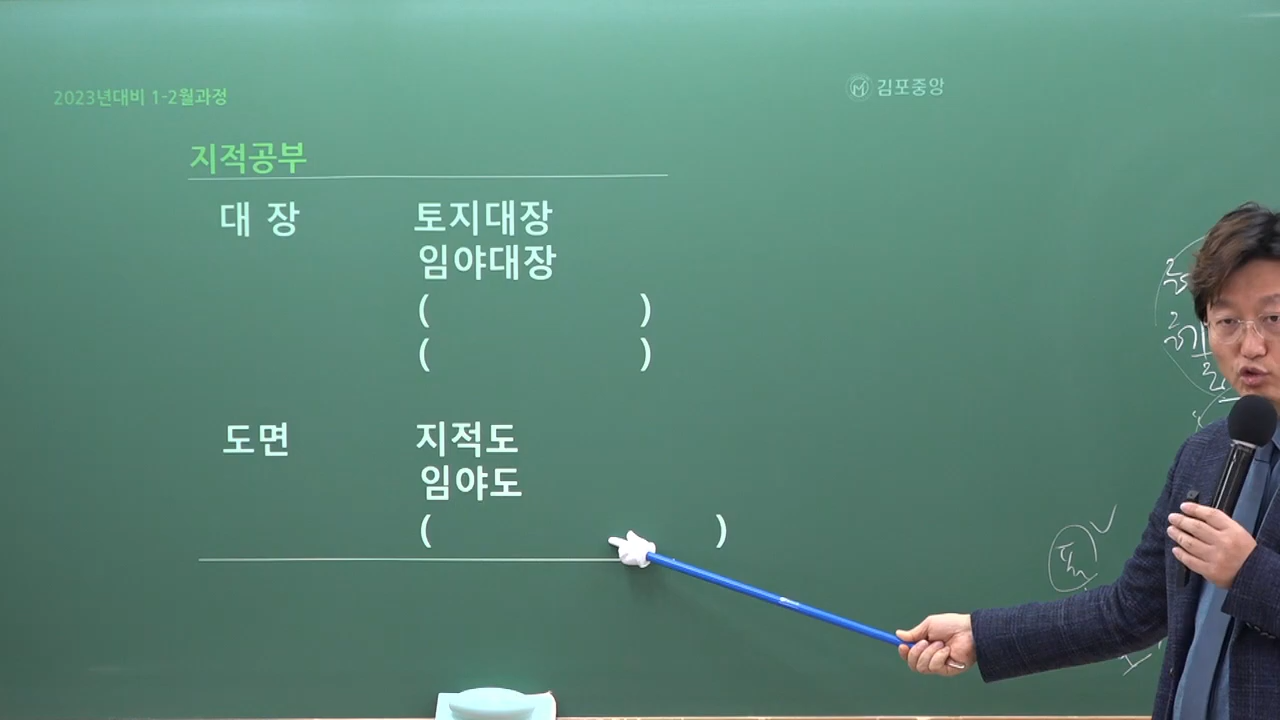 2023년대비 1-2월과정
김포중앙
지적공부
대 장 토지대장
임야대장
( )
( )
도면 지적도
임야도
( )